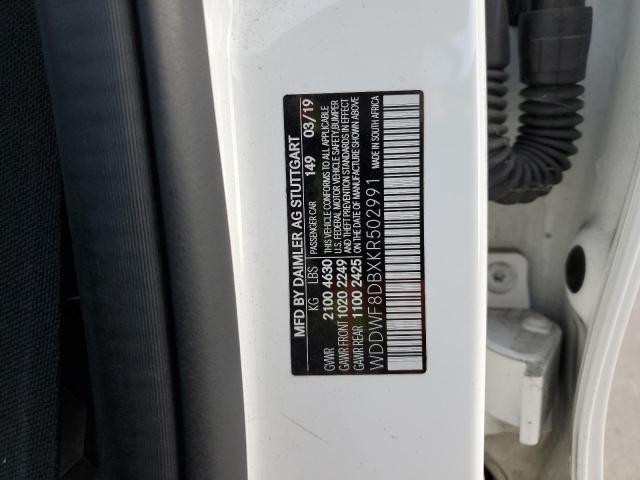 MFD BY DAIMLER AG STUTTGART
KG LBS PASSENGER CAR 149 03/19
GVWR 2100 4630 THIS VEHICLE CONFORMS TO ALL APPLICABLE
GAWR FRONT 1020 2249 U.S. FEDERAL MOTOR VEHICLE SAFETY/BUMPER
GAWR REAR 1100 2425 AND THEFT PREVENTION STANDARDS IN EFFECT
ON THE DATE OF MANUFACTURE SHOWN ABOVE
WDDWF8DBXKR502991 MADE IN SOUTH AFRICA